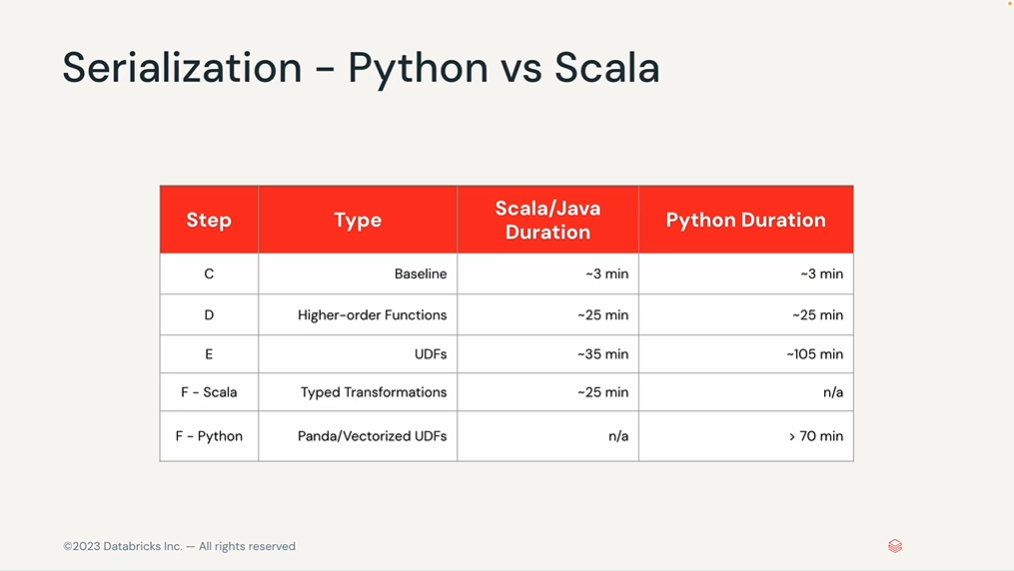 Serialization - Python vs Scala
Step Type Scala/Java Duration Python Duration
C Baseline ~3 min ~3 min
D Higher-order Functions ~25 min ~25 min
E UDFs ~35 min ~105 min
F - Scala Typed Transformations ~25 min n/a
F - Python Panda/Vectorized UDFs n/a > 70 min
©2023 Databricks Inc. — All rights reserved